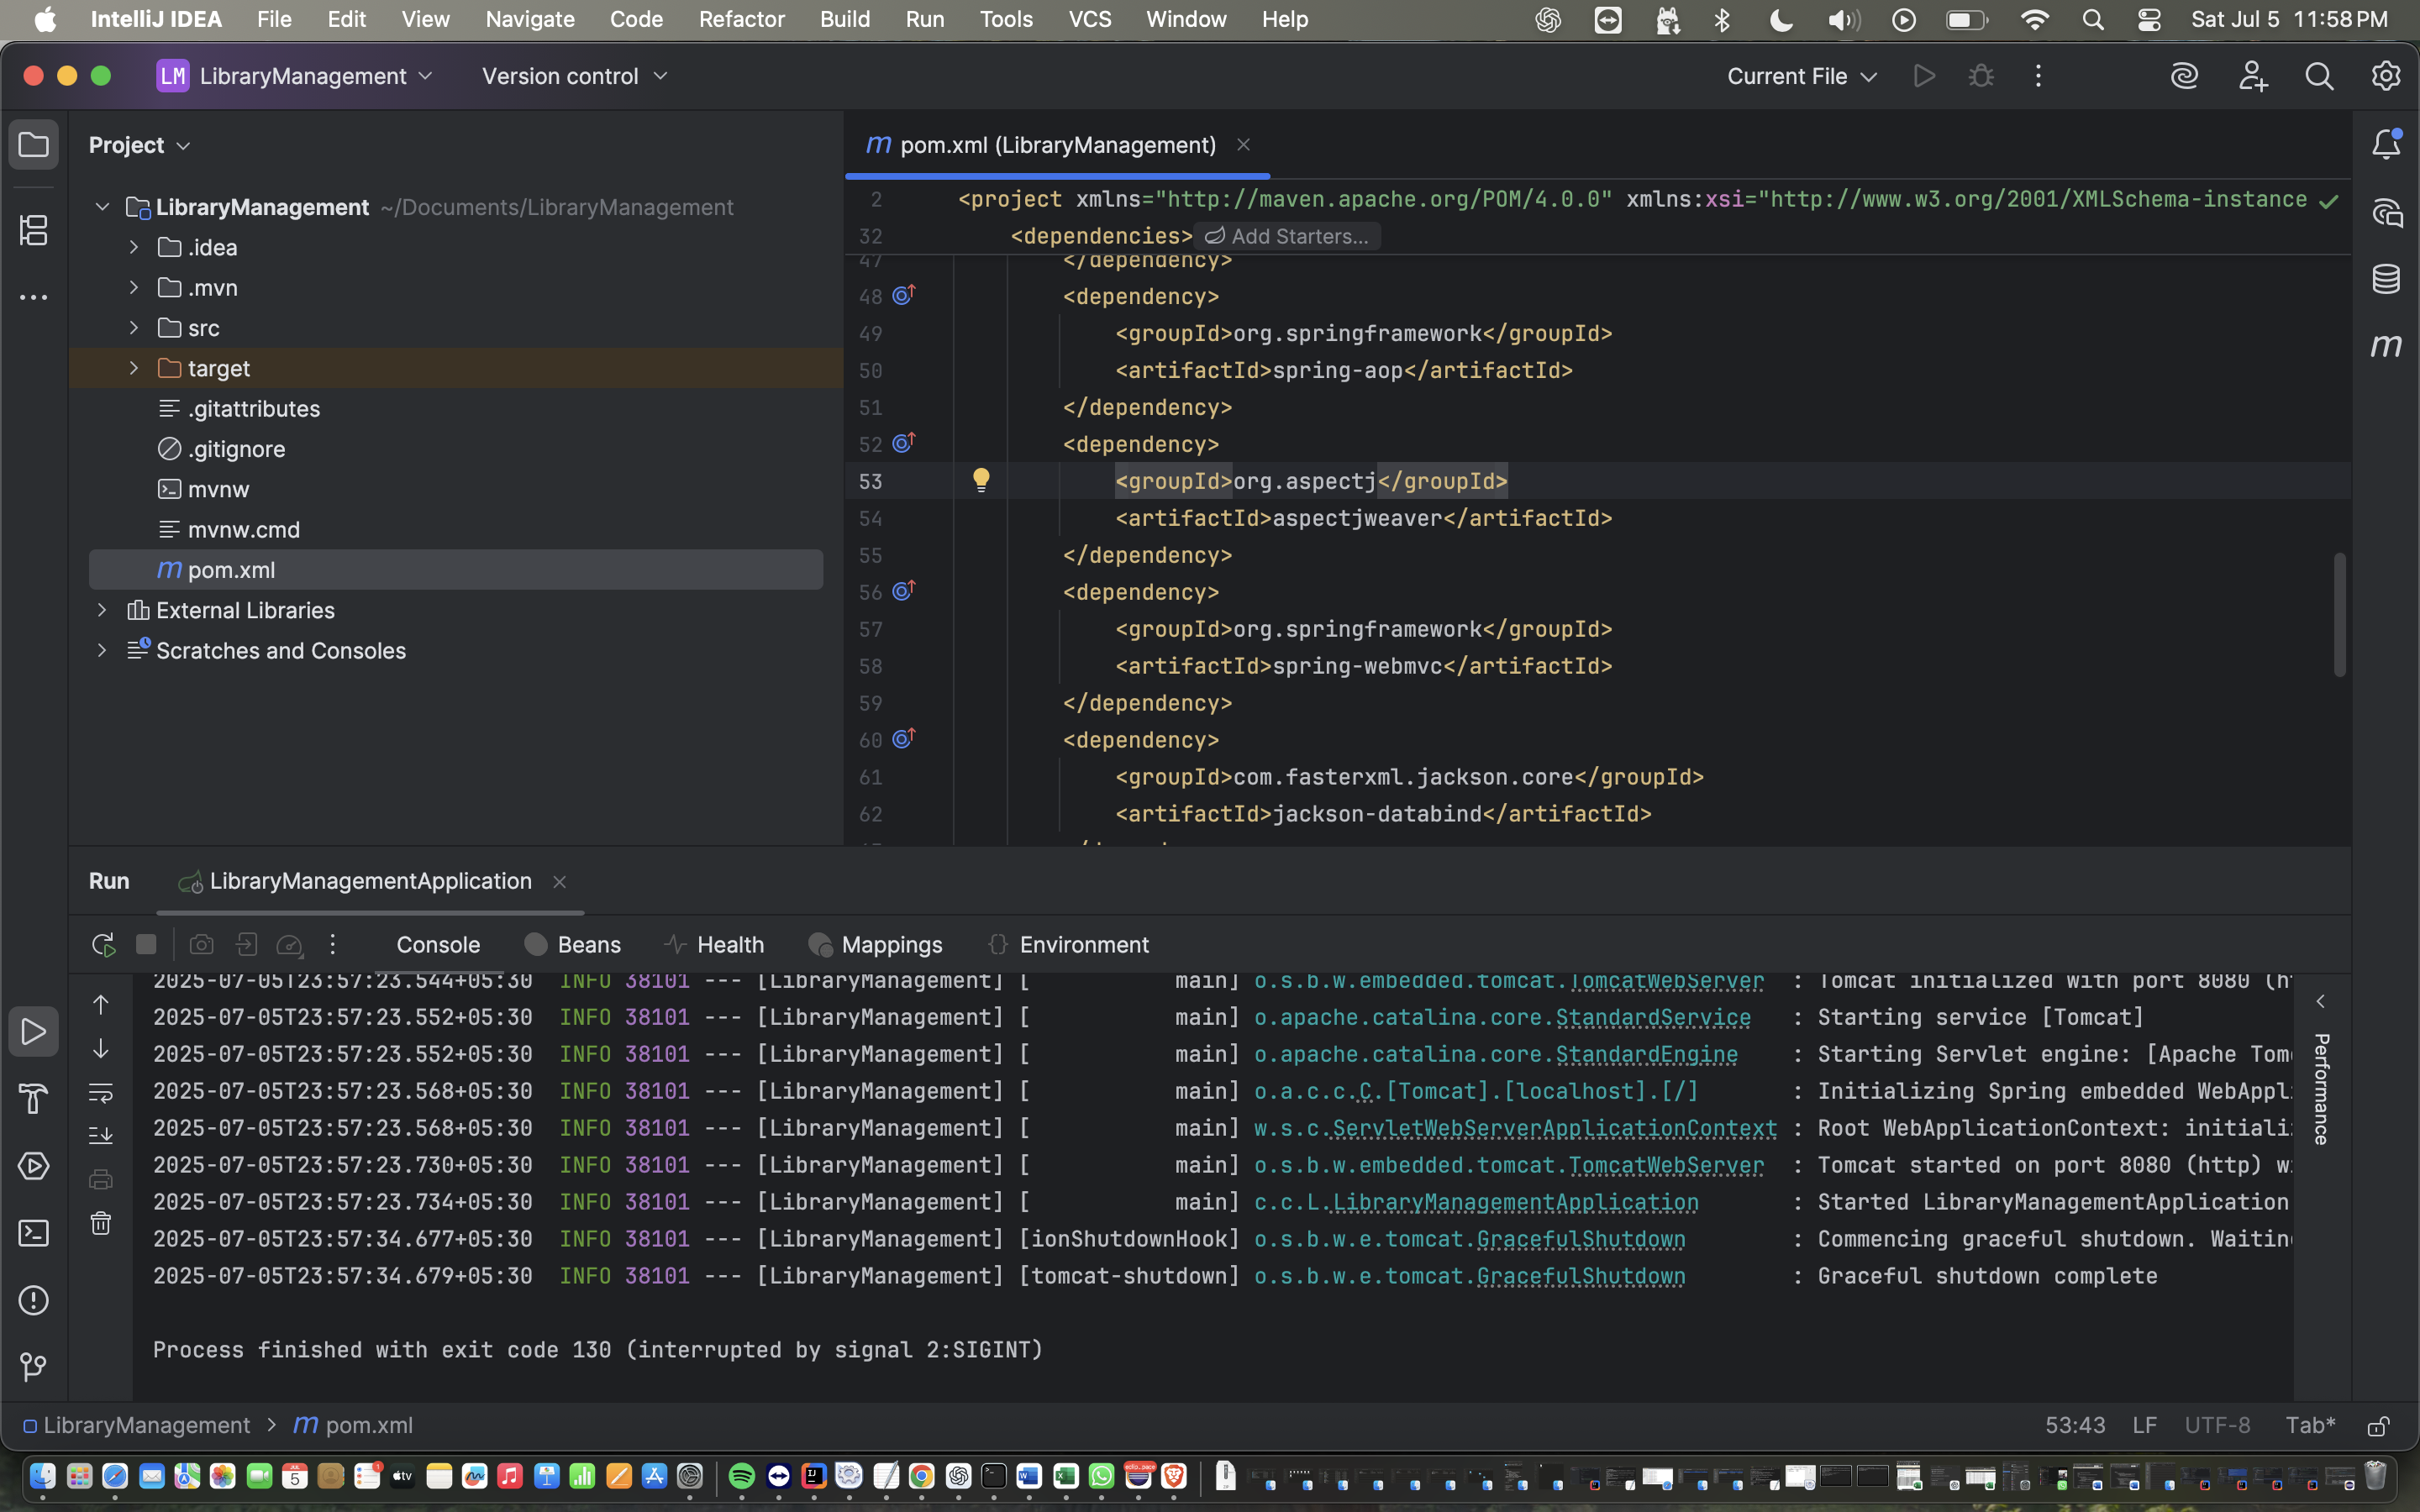 IntelliJ IDEA File Edit View Navigate Code Refactor Build Run Tools VCS Window Help Sat Jul 5 11:58 PM
LM LibraryManagement Version control Current File
Project
LibraryManagement ~/Documents/LibraryManagement
.idea
.mvn
src
target
.gitattributes
.gitignore
mvnw
mvnw.cmd
m pom.xml
External Libraries
Scratches and Consoles
m pom.xml (LibraryManagement)
2 <project xmlns="http://maven.apache.org/POM/4.0.0" xmlns:xsi="http://www.w3.org/2001/XMLSchema-instance
32 <dependencies> Add Starters...
47 </dependency>
48 <dependency>
49 <groupId>org.springframework</groupId>
50 <artifactId>spring-aop</artifactId>
51 </dependency>
52 <dependency>
53 <groupId>org.aspectj</groupId>
54 <artifactId>aspectjweaver</artifactId>
55 </dependency>
56 <dependency>
57 <groupId>org.springframework</groupId>
58 <artifactId>spring-webmvc</artifactId>
59 </dependency>
60 <dependency>
61 <groupId>com.fasterxml.jackson.core</groupId>
62 <artifactId>jackson-databind</artifactId>
m
Run LibraryManagementApplication
Console Beans Health Mappings Environment
2025-07-05T23:57:23.544+05:30 INFO 38101 --- [LibraryManagement] [ main] o.s.b.w.embedded.tomcat.TomcatWebServer : Tomcat initialized with port 8080 (h
2025-07-05T23:57:23.552+05:30 INFO 38101 --- [LibraryManagement] [ main] o.apache.catalina.core.StandardService : Starting service [Tomcat]
2025-07-05T23:57:23.552+05:30 INFO 38101 --- [LibraryManagement] [ main] o.apache.catalina.core.StandardEngine : Starting Servlet engine: [Apache Tom
2025-07-05T23:57:23.568+05:30 INFO 38101 --- [LibraryManagement] [ main] o.a.c.c.C.[Tomcat].[localhost].[/] : Initializing Spring embedded WebAppl
2025-07-05T23:57:23.568+05:30 INFO 38101 --- [LibraryManagement] [ main] w.s.c.ServletWebServerApplicationContext : Root WebApplicationContext: initiali
2025-07-05T23:57:23.730+05:30 INFO 38101 --- [LibraryManagement] [ main] o.s.b.w.embedded.tomcat.TomcatWebServer : Tomcat started on port 8080 (http) w
2025-07-05T23:57:23.734+05:30 INFO 38101 --- [LibraryManagement] [ main] c.c.L.LibraryManagementApplication : Started LibraryManagementApplication
2025-07-05T23:57:34.677+05:30 INFO 38101 --- [LibraryManagement] [ionShutdownHook] o.s.b.w.e.tomcat.GracefulShutdown : Commencing graceful shutdown. Waitin
2025-07-05T23:57:34.679+05:30 INFO 38101 --- [LibraryManagement] [tomcat-shutdown] o.s.b.w.e.tomcat.GracefulShutdown : Graceful shutdown complete
Process finished with exit code 130 (interrupted by signal 2:SIGINT)
Performance
LibraryManagement > m pom.xml 53:43 LF UTF-8 Tab*